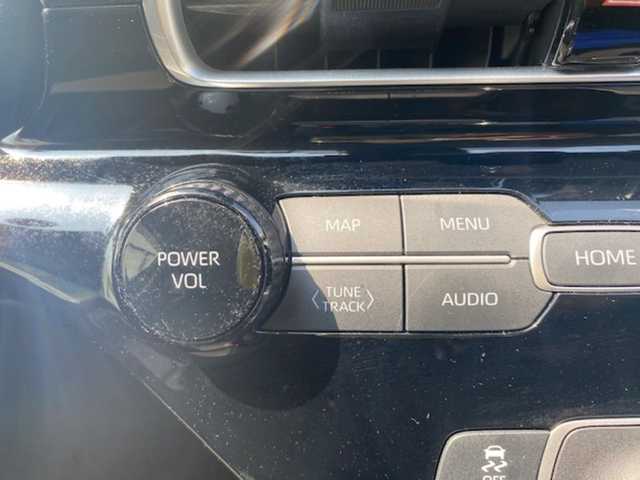 POWER
VOL
MAP
MENU
HOME
〈TUNE
TRACK〉
AUDIO
OFF